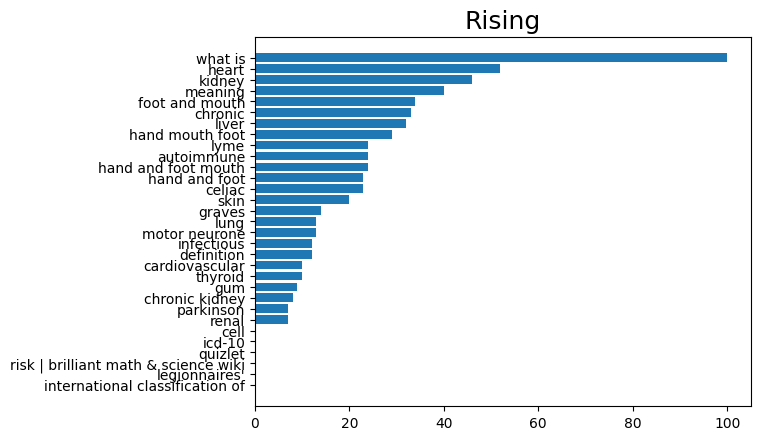 Rising
what is
heart
kidney
meaning
foot and mouth
chronic
liver
hand mouth foot
lyme
autoimmune
hand and foot mouth
hand and foot
celiac
skin
graves
lung
motor neurone
infectious
definition
cardiovascular
thyroid
gum
chronic kidney
parkinson
renal
cell
icd-10
quizlet
risk | brilliant math & science wiki
legionnaires'
international classification of
0 20 40 60 80 100